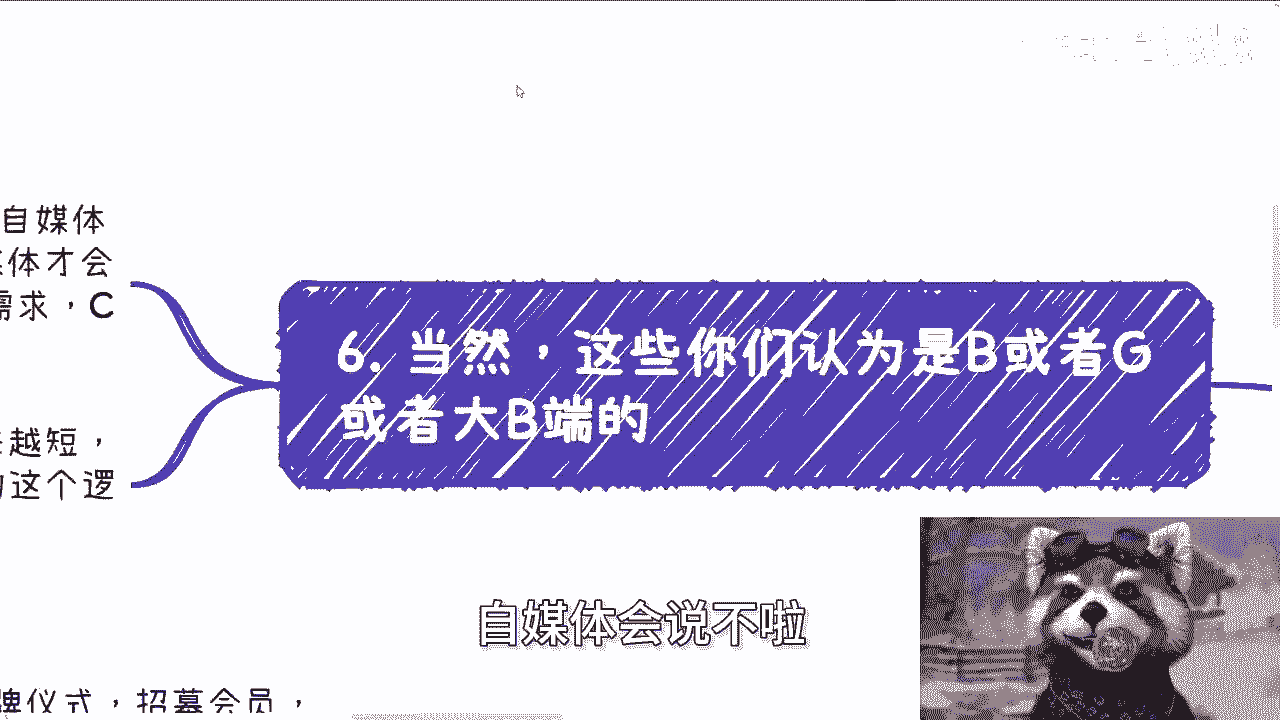 自媒体
体才会
需求，C
6. 当然，这些你们认为是B或者G
或者大B端的
越短，
这个逻
自媒体会说不啦
牌仪式，招募会员，